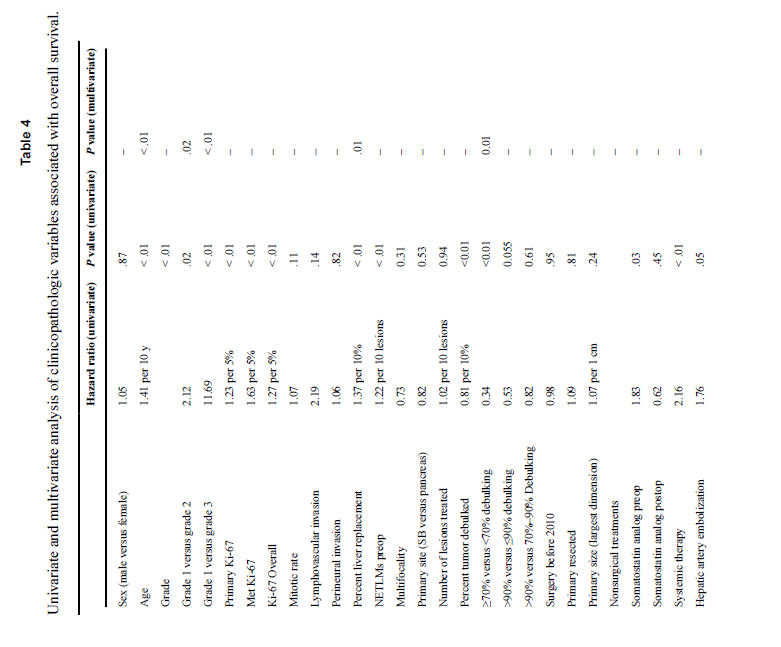 Table 4
Univariate and multivariate analysis of clinicopathologic variables associated with overall survival.
Hazard ratio (univariate) P value (univariate) P value (multivariate)
Sex (male versus female) 1.05 .87 –
Age 1.41 per 10 y <.01 <.01
Grade <.01 –
Grade 1 versus grade 2 2.12 .02 .02
Grade 1 versus grade 3 11.69 <.01 <.01
Primary Ki-67 1.23 per 5% <.01 –
Met Ki-67 1.63 per 5% <.01 –
Ki-67 Overall 1.27 per 5% <.01 –
Mitotic rate 1.07 .11 –
Lymphovascular invasion 2.19 .14 –
Perineural invasion 1.06 .82 –
Percent liver replacement 1.37 per 10% <.01 .01
NETLMs preop 1.22 per 10 lesions <.01 –
Multifocality 0.73 0.31 –
Primary site (SB versus pancreas) 0.82 0.53 –
Number of lesions treated 1.02 per 10 lesions 0.94 –
Percent tumor debulked 0.81 per 10% <0.01 –
≥70% versus <70% debulking 0.34 <0.01 0.01
>90% versus ≤90% debulking 0.53 0.055 –
>90% versus 70%–90% Debulking 0.82 0.61 –
Surgery before 2010 0.98 .95 –
Primary resected 1.09 .81 –
Primary size (largest dimension) 1.07 per 1 cm .24 –
Nonsurgical treatments –
Somatostatin analog preop 1.83 .03 –
Somatostatin analog postop 0.62 .45 –
Systemic therapy 2.16 <.01 –
Hepatic artery embolization 1.76 .05 –